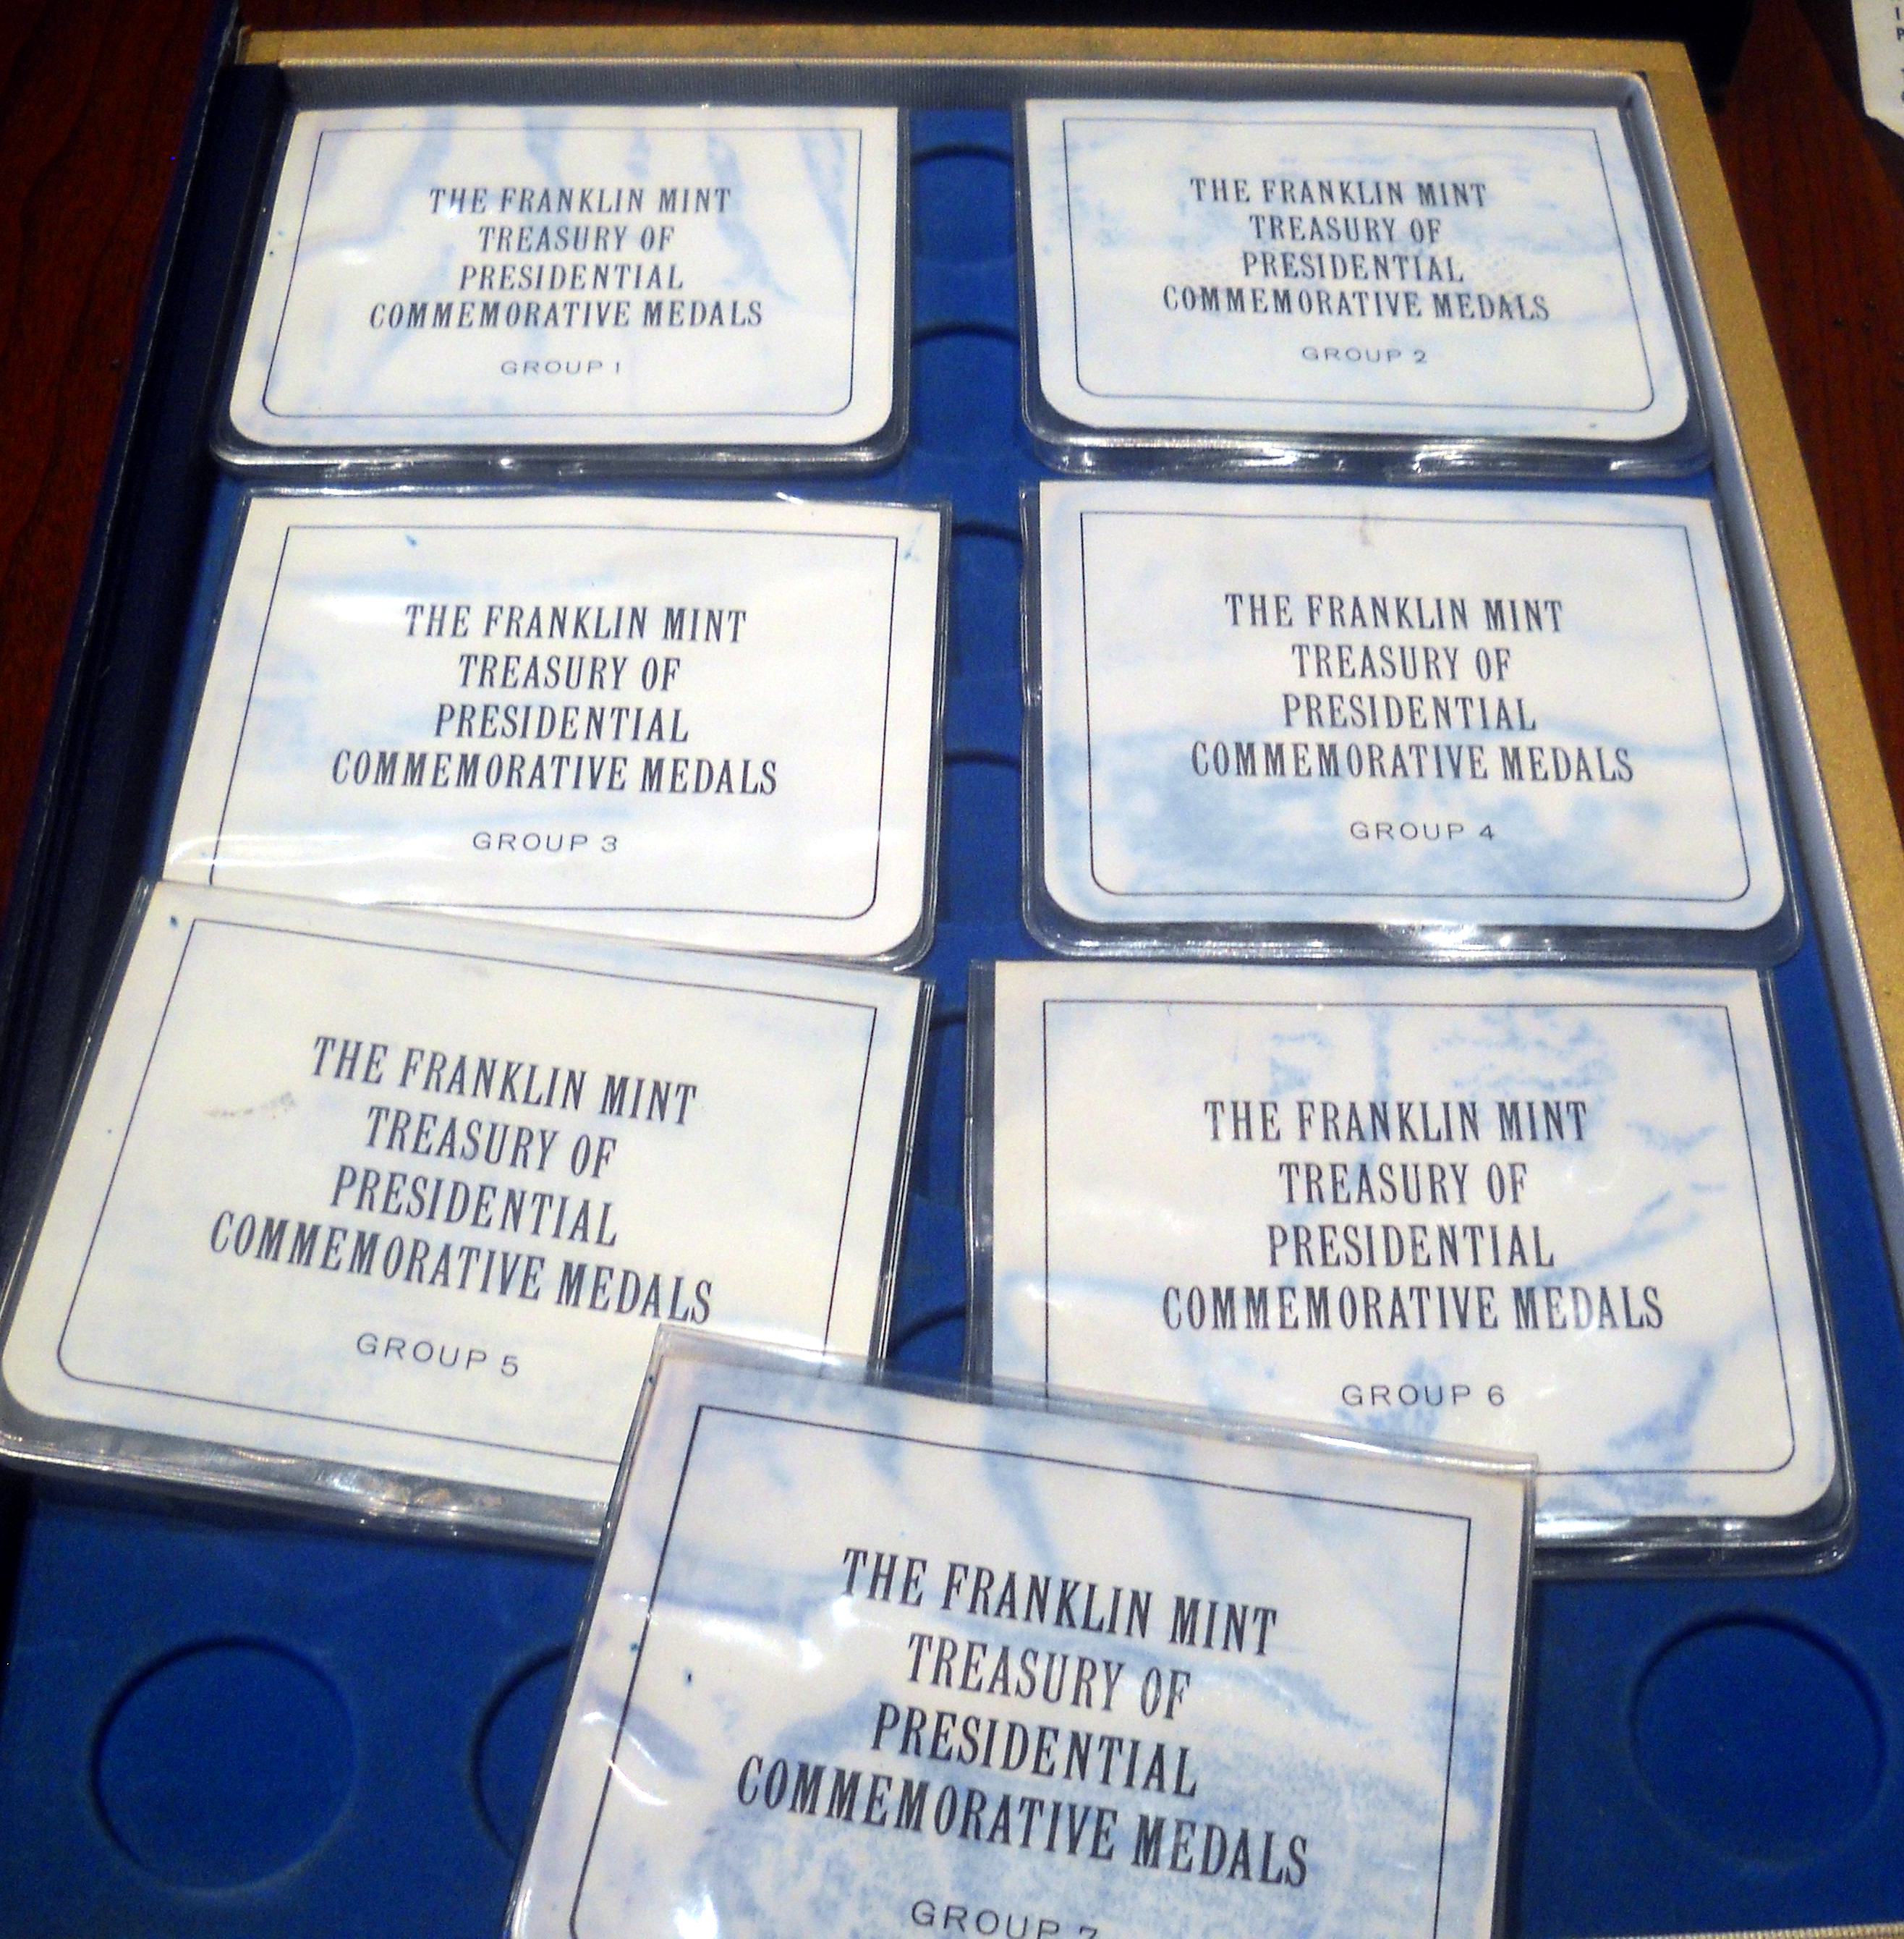 THE FRANKLIN MINT
TREASURY OF
PRESIDENTIAL
COMMEMORATIVE MEDALS
GROUP 1
THE FRANKLIN MINT
TREASURY OF
PRESIDENTIAL
COMMEMORATIVE MEDALS
GROUP 2
THE FRANKLIN MINT
TREASURY OF
PRESIDENTIAL
COMMEMORATIVE MEDALS
GROUP 3
THE FRANKLIN MINT
TREASURY OF
PRESIDENTIAL
COMMEMORATIVE MEDALS
GROUP 4
THE FRANKLIN MINT
TREASURY OF
PRESIDENTIAL
COMMEMORATIVE MEDALS
GROUP 5
THE FRANKLIN MINT
TREASURY OF
PRESIDENTIAL
COMMEMORATIVE MEDALS
GROUP 6
THE FRANKLIN MINT
TREASURY OF
PRESIDENTIAL
COMMEMORATIVE MEDALS
GROUP 7